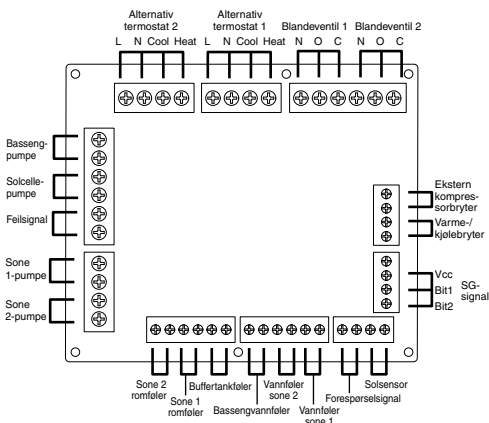 Alternativ
termostat 2
Alternativ
termostat 1
Blandeventil 1
Blandeventil 2
L N Cool Heat
L N Cool Heat
N O C
N O C
Basseng-
pumpe
Solcelle-
pumpe
Feilsignal
Sone
1-pumpe
Sone
2-pumpe
Ekstern
kompres-
sorbryter
Varme-/
kjølebryter
Vcc
Bit1
Bit2
SG-
signal
Sone 2
romføler
Sone 1
romføler
Buffertankføler
Bassengvannføler
Vannføler
sone 2
Vannføler
sone 1
Forespørselsignal
Solsensor